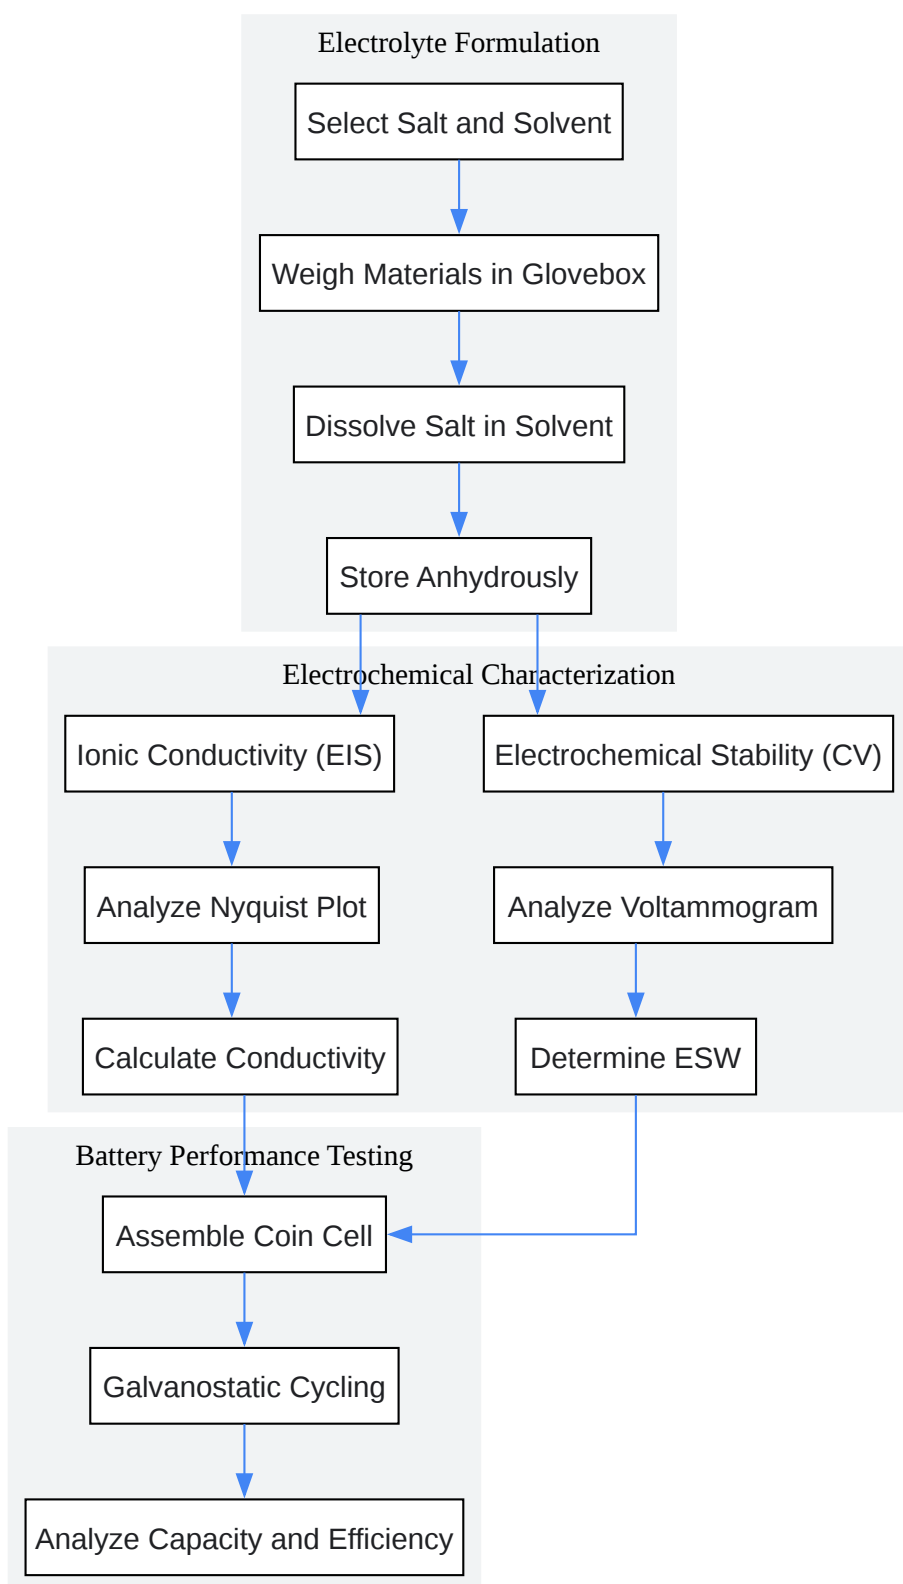 Electrolyte Formulation
Select Salt and Solvent
Weigh Materials in Glovebox
Dissolve Salt in Solvent
Store Anhydrously
Electrochemical Characterization
Ionic Conductivity (EIS)
Electrochemical Stability (CV)
Analyze Nyquist Plot
Analyze Voltammogram
Calculate Conductivity
Determine ESW
Battery Performance Testing
Assemble Coin Cell
Galvanostatic Cycling
Analyze Capacity and Efficiency